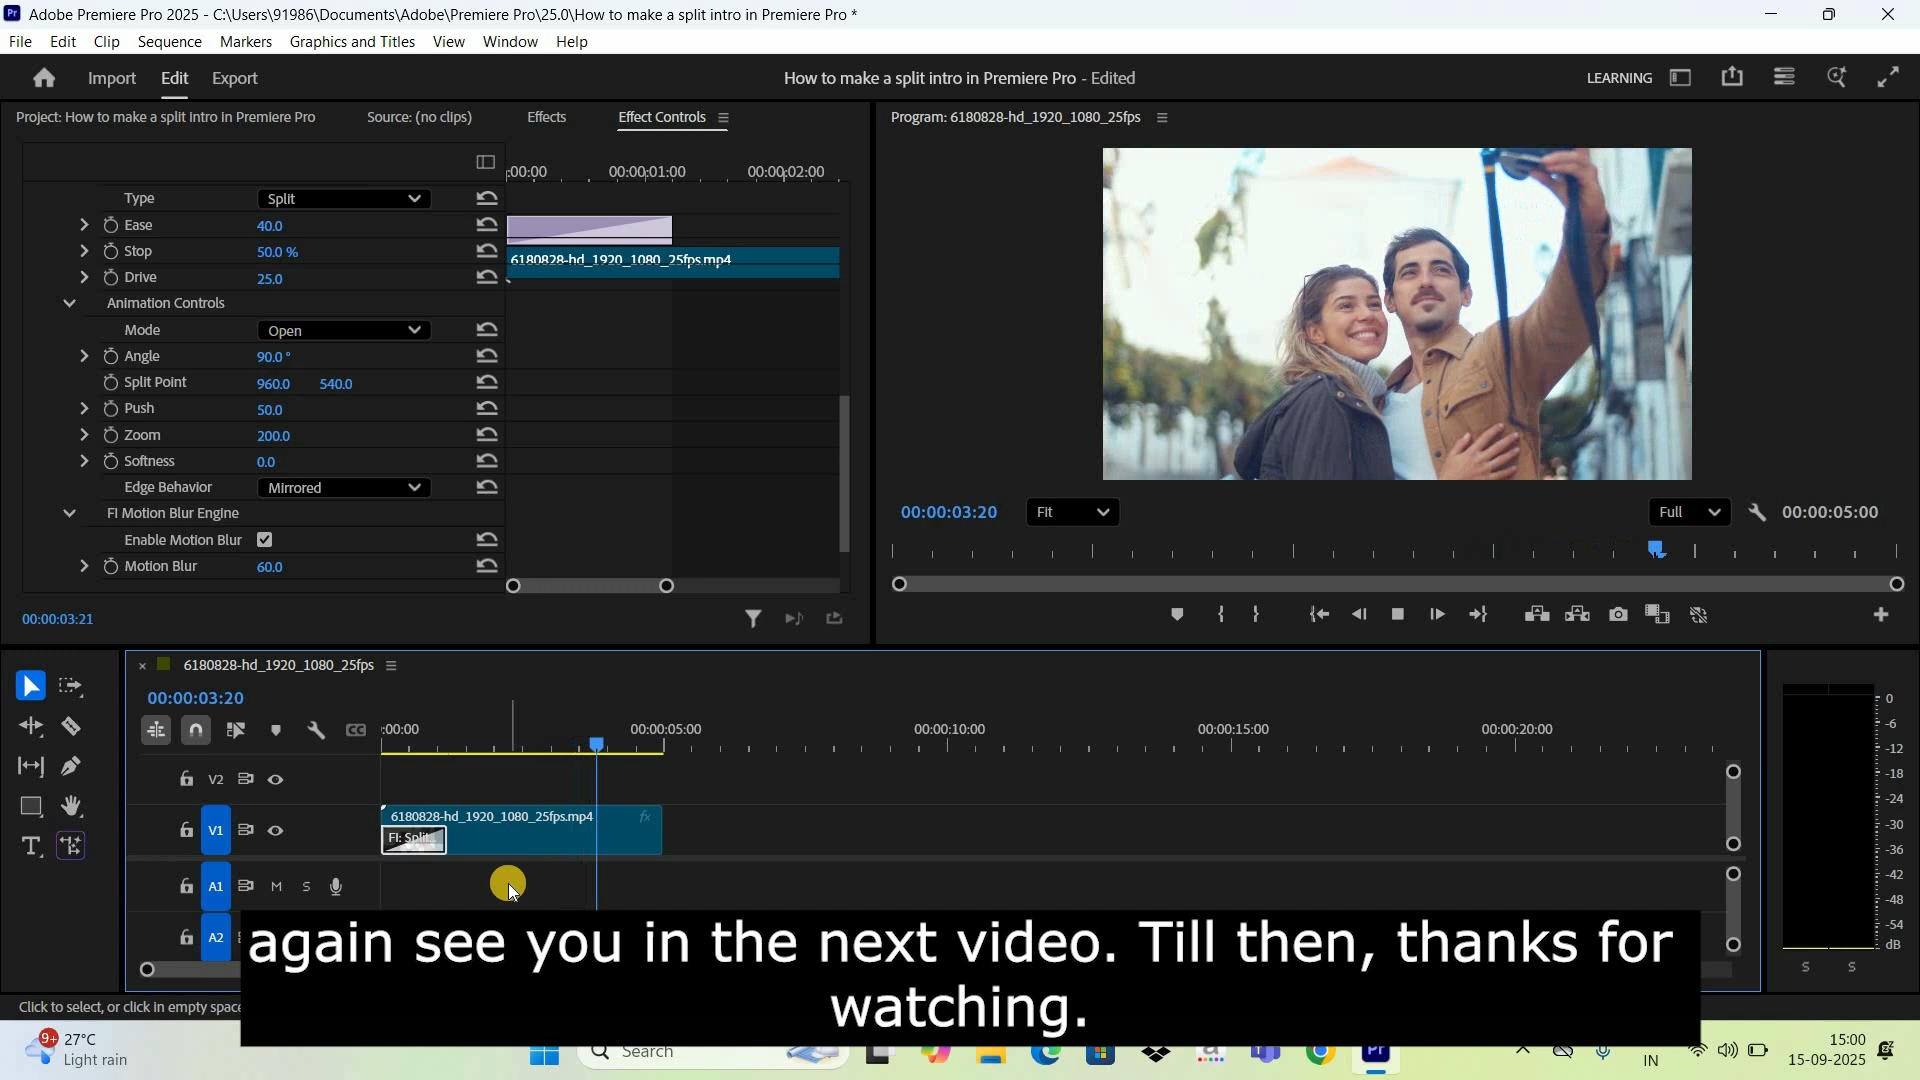 Adobe Premiere Pro 2025 - C:\Users\91986\Documents\Adobe\Premiere Pro\25.0\How to make a split intro in Premiere Pro *
File Edit Clip Sequence Markers Graphics and Titles View Window Help
Import Edit Export
How to make a split intro in Premiere Pro - Edited
LEARNING
Project: How to make a split intro in Premiere Pro
Source: (no clips)
Effects
Effect Controls
:00:00 00:00:01:00 00:00:02:00
Type Split
Ease 40.0
Stop 50.0 %
Drive 25.0
Animation Controls
Mode Open
Angle 90.0 °
Split Point 960.0 540.0
Push 50.0
Zoom 200.0
Softness 0.0
Edge Behavior Mirrored
FI Motion Blur Engine
Enable Motion Blur
Motion Blur 60.0
6180828-hd_1920_1080_25fps.mp4
00:00:03:21
Program: 6180828-hd_1920_1080_25fps
00:00:03:20 Fit Full 00:00:05:00
6180828-hd_1920_1080_25fps
00:00:03:20
:00:00 00:00:05:00 00:00:10:00 00:00:15:00 00:00:20:00
V2
V1
6180828-hd_1920_1080_25fps.mp4 fx
FI: Split
A1 M S
A2
0
-6
-12
-18
-24
-30
-36
-42
-48
-54
dB
S S
again see you in the next video. Till then, thanks for
watching.
Click to select, or click in empty space
9+ 27°C
Light rain
Search
Pr
IN
15:00
15-09-2025